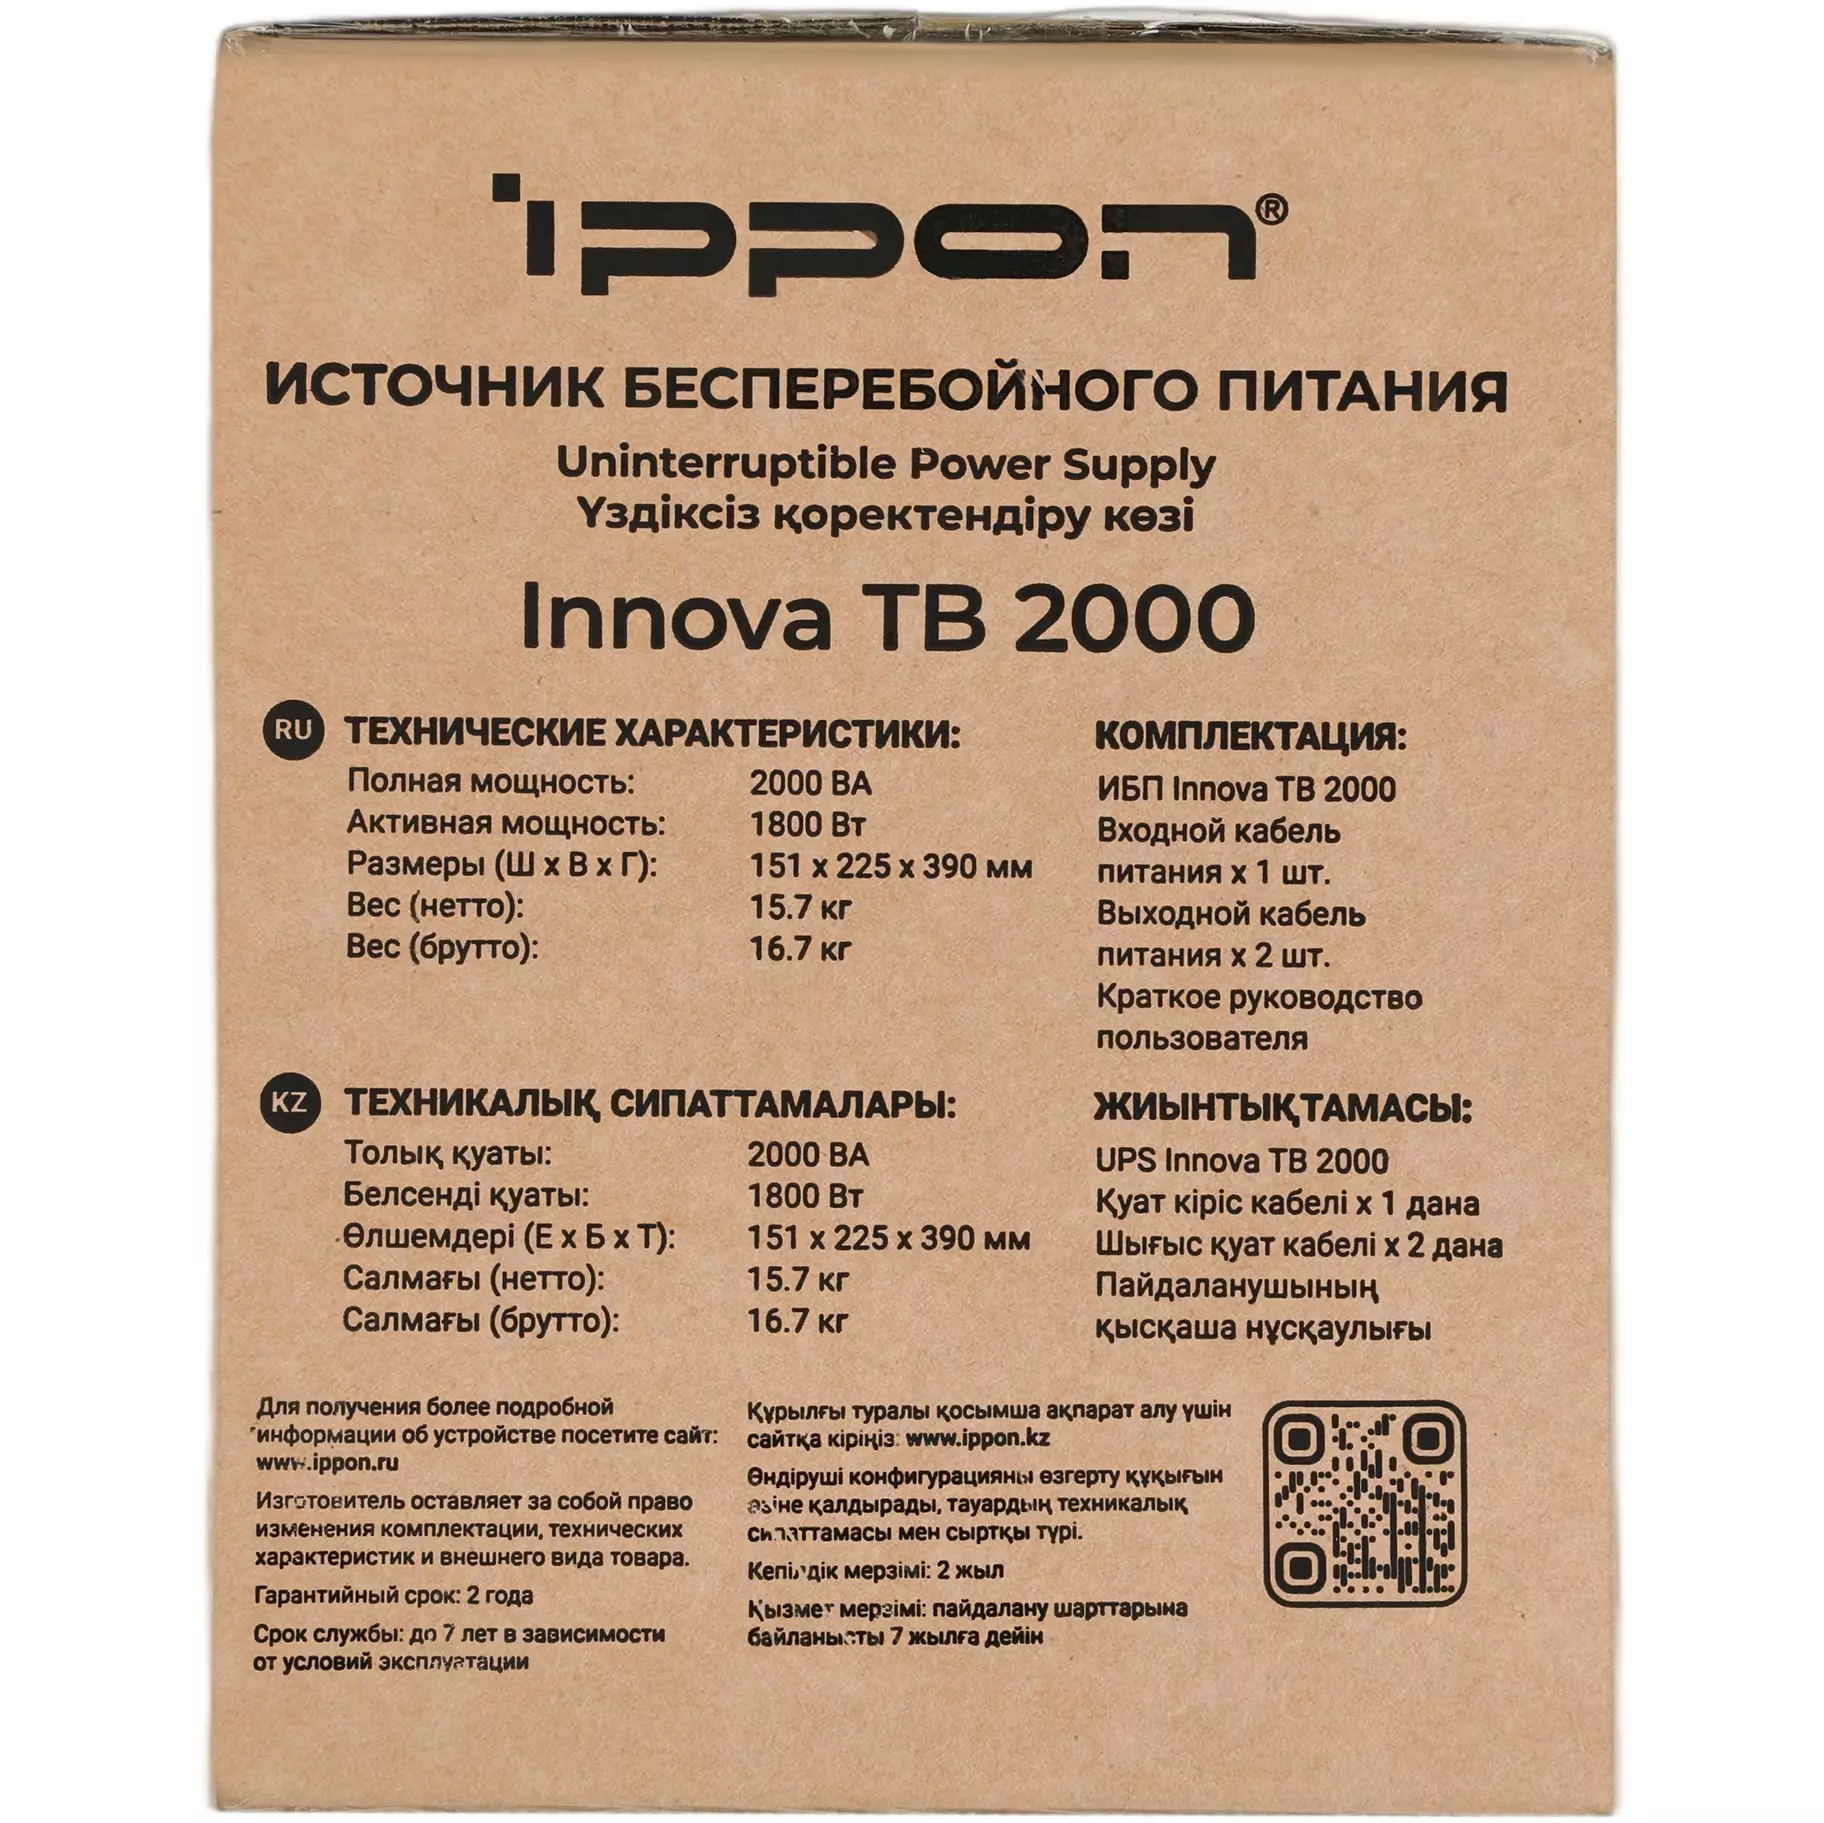 ippon®
ИСТОЧНИК БЕСПЕРЕБОЙНОГО ПИТАНИЯ
Uninterruptible Power Supply
Үздіксіз қоректендіру көзі
Innova TB 2000
RU ТЕХНИЧЕСКИЕ ХАРАКТЕРИСТИКИ:
Полная мощность: 2000 ВА
Активная мощность: 1800 Вт
Размеры (Ш x В x Г): 151 x 225 x 390 мм
Вес (нетто): 15.7 кг
Вес (брутто): 16.7 кг
КОМПЛЕКТАЦИЯ:
ИБП Innova TB 2000
Входной кабель
питания x 1 шт.
Выходной кабель
питания x 2 шт.
Краткое руководство
пользователя
KZ ТЕХНИКАЛЫҚ СИПАТТАМАЛАРЫ:
Толық қуаты: 2000 ВА
Белсенді қуаты: 1800 Вт
Өлшемдері (Е x Б x Т): 151 x 225 x 390 мм
Салмағы (нетто): 15.7 кг
Салмағы (брутто): 16.7 кг
ЖИЫНТЫҚТАМАСЫ:
UPS Innova TB 2000
Қуат кіріс кабелі x 1 дана
Шығыс қуат кабелі x 2 дана
Пайдаланушының
қысқаша нұсқаулығы
Для получения более подробной
информации об устройстве посетите сайт:
www.ippon.ru
Изготовитель оставляет за собой право
изменения комплектации, технических
характеристик и внешнего вида товара.
Гарантийный срок: 2 года
Срок службы: до 7 лет в зависимости
от условий эксплуатации
Құрылғы туралы қосымша ақпарат алу үшін
сайтқа кіріңіз: www.ippon.kz
Өндіруші конфигурацияны өзгерту құқығын
өзіне қалдырады, тауардың техникалық
сипаттамасы мен сыртқы түрі.
Кепілдік мерзімі: 2 жыл
Қызмет мерзімі: пайдалану шарттарына
байланысты 7 жылға дейін